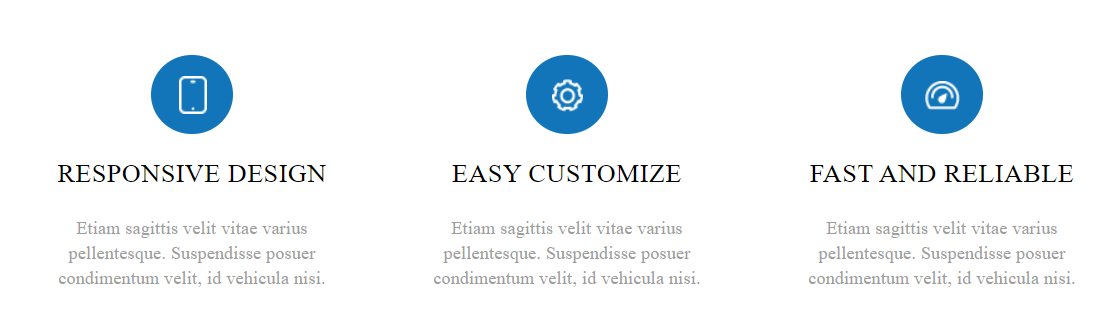 RESPONSIVE DESIGN
Etiam sagittis velit vitae varius
pellentesque. Suspendisse posuer
condimentum velit, id vehicula nisi.
EASY CUSTOMIZE
Etiam sagittis velit vitae varius
pellentesque. Suspendisse posuer
condimentum velit, id vehicula nisi.
FAST AND RELIABLE
Etiam sagittis velit vitae varius
pellentesque. Suspendisse posuer
condimentum velit, id vehicula nisi.